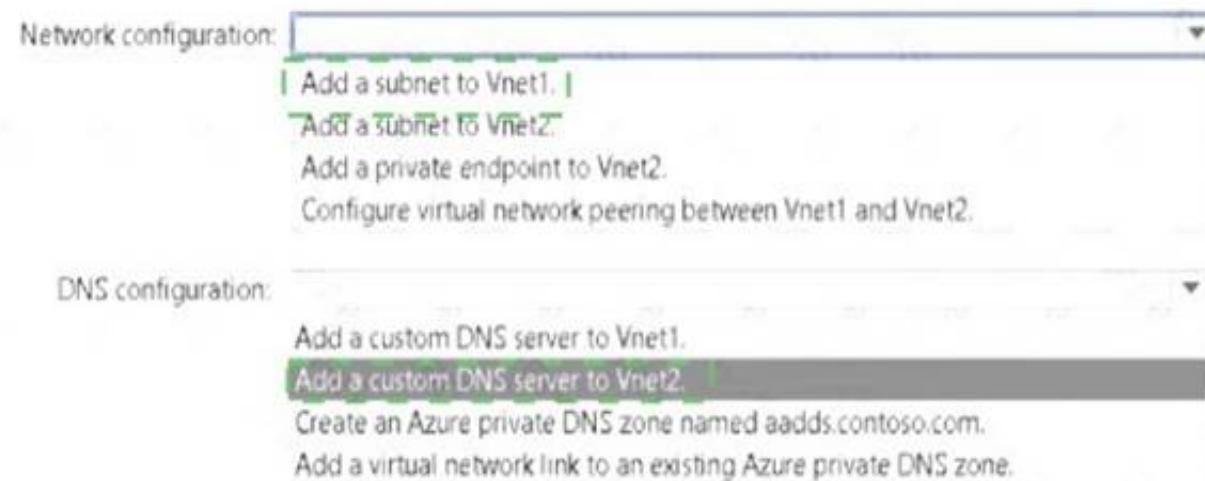 Network configuration:
Add a subnet to Vnet1.
Add a subnet to Vnet2.
Add a private endpoint to Vnet2.
Configure virtual network peering between Vnet1 and Vnet2.
DNS configuration:
Add a custom DNS server to Vnet1.
Add a custom DNS server to Vnet2.
Create an Azure private DNS zone named aadds.contoso.com.
Add a virtual network link to an existing Azure private DNS zone.